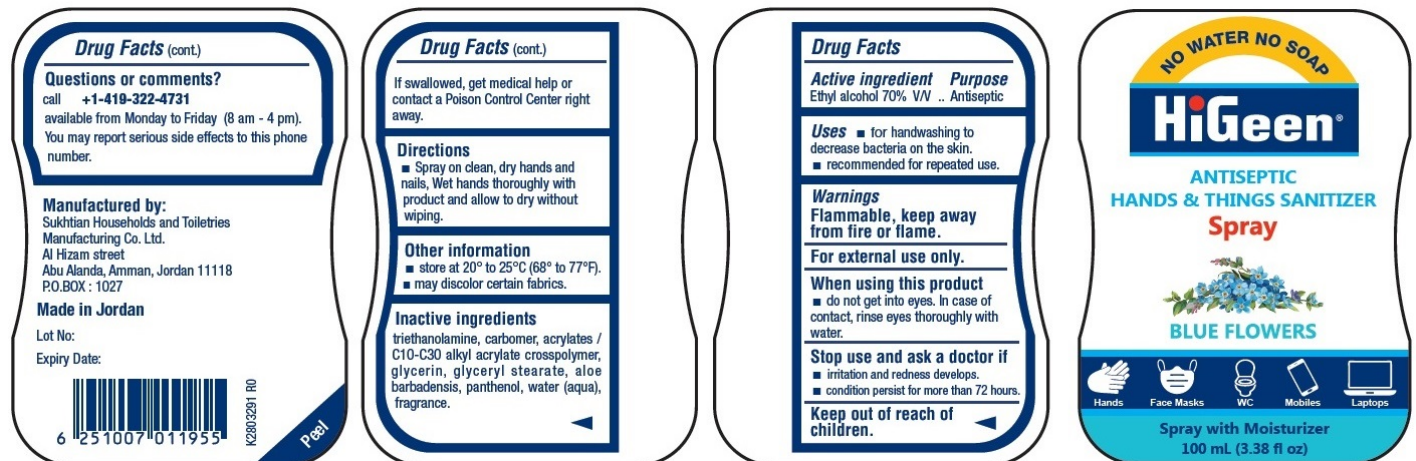 Drug Facts (cont.)
Questions or comments?
call +1-419-322-4731
available from Monday to Friday (8 am - 4 pm).
You may report serious side effects to this phone
number.
Manufactured by:
Sukhtian Households and Toiletries
Manufacturing Co. Ltd.
Al Hizam street
Abu Alanda, Amman, Jordan 11118
P.O.BOX : 1027
Made in Jordan
Lot No:
Expiry Date:
6 251007 011955
K2803291 R0
Peel
Drug Facts (cont.)
If swallowed, get medical help or
contact a Poison Control Center right
away.
Directions
■ Spray on clean, dry hands and
nails, Wet hands thoroughly with
product and allow to dry without
wiping.
Other information
■ store at 20° to 25°C (68° to 77°F).
■ may discolor certain fabrics.
Inactive ingredients
triethanolamine, carbomer, acrylates /
C10-C30 alkyl acrylate crosspolymer,
glycerin, glyceryl stearate, aloe
barbadensis, panthenol, water (aqua),
fragrance.
Drug Facts
Active ingredient Purpose
Ethyl alcohol 70% V/V .. Antiseptic
Uses ■ for handwashing to
decrease bacteria on the skin.
■ recommended for repeated use.
Warnings
Flammable, keep away
from fire or flame.
For external use only.
When using this product
■ do not get into eyes. In case of
contact, rinse eyes thoroughly with
water.
Stop use and ask a doctor if
■ irritation and redness develops.
■ condition persist for more than 72 hours.
Keep out of reach of
children.
NO WATER NO SOAP
HiGeen®
ANTISEPTIC
HANDS & THINGS SANITIZER
Spray
BLUE FLOWERS
Hands Face Masks WC Mobiles Laptops
Spray with Moisturizer
100 mL (3.38 fl oz)